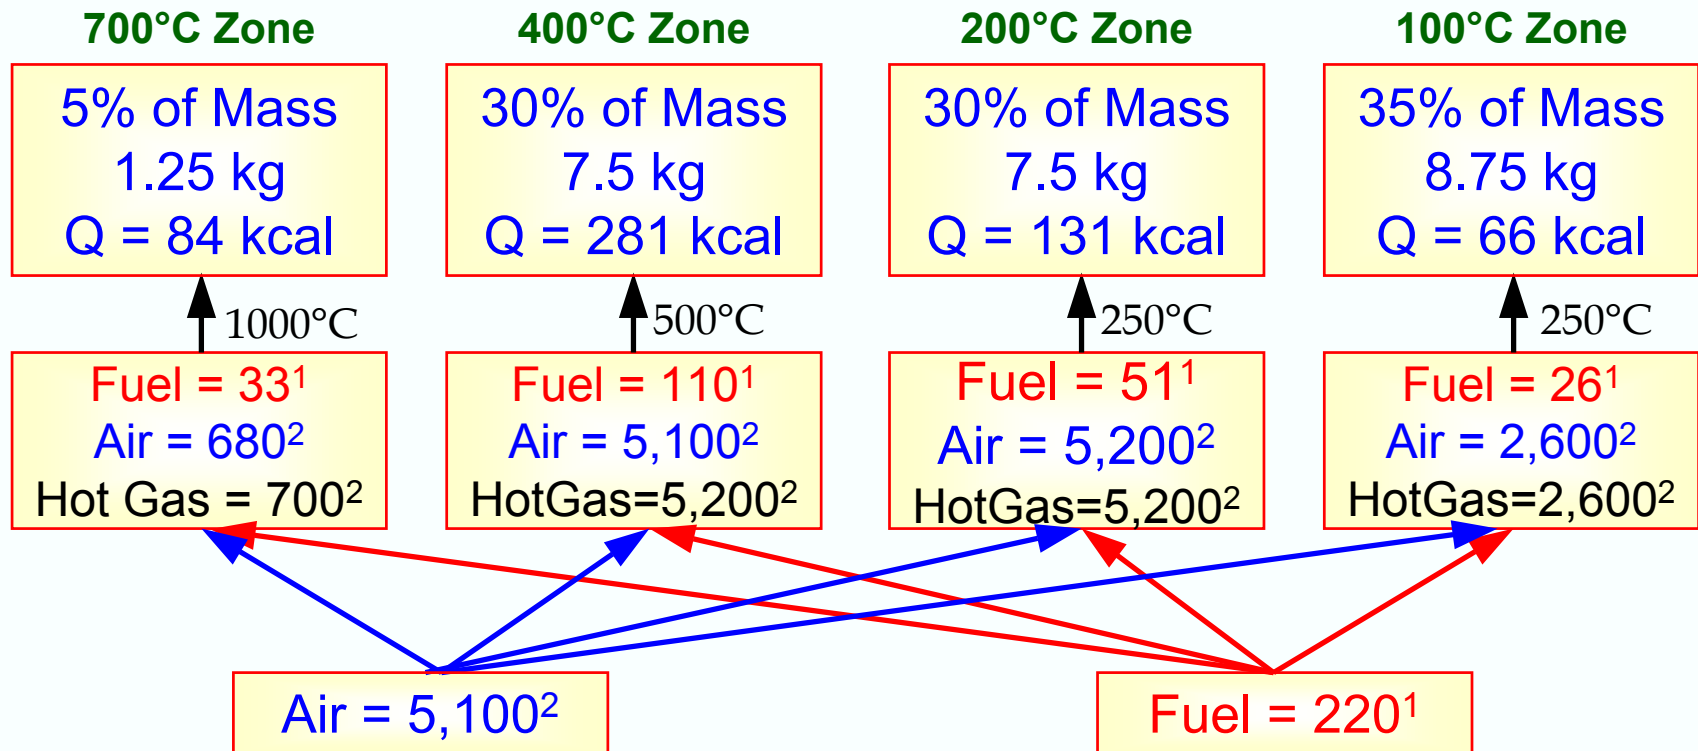 700°C Zone
400°C Zone
200°C Zone
100°C Zone
5% of Mass
1.25 kg
Q = 84 kcal
30% of Mass
7.5 kg
Q = 281 kcal
30% of Mass
7.5 kg
Q = 131 kcal
35% of Mass
8.75 kg
Q = 66 kcal
1000°C
500°C
250°C
250°C
Fuel = 33¹
Air = 680²
Hot Gas = 700²
Fuel = 110¹
Air = 5,100²
HotGas=5,200²
Fuel = 51¹
Air = 5,200²
HotGas=5,200²
Fuel = 26¹
Air = 2,600²
HotGas=2,600²
Air = 5,100²
Fuel = 220¹